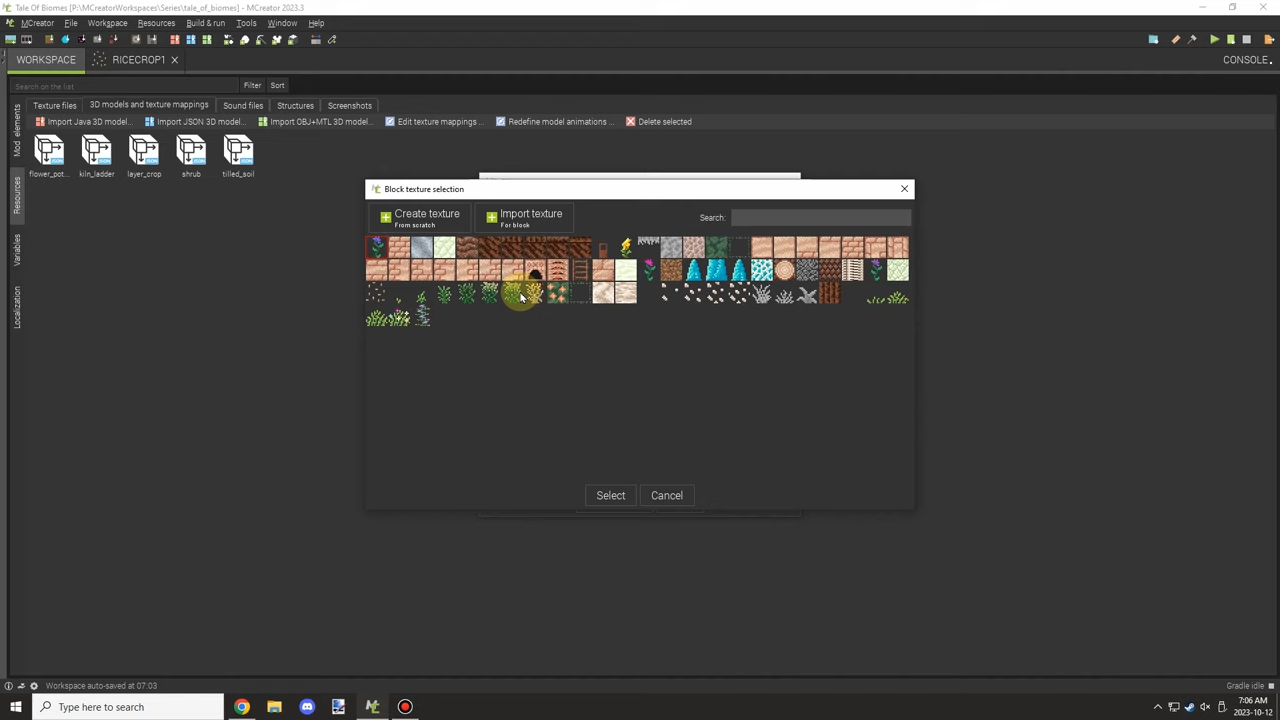 Tale Of Biomes [P:\MCreatorWorkspaces\Series\tale_of_biomes] - MCreator 2023.3
MCreator File Workspace Resources Build & run Tools Window Help
WORKSPACE RICECROP1 CONSOLE
Search on the list Filter Sort
Mod elements
Resources
Variables
Localization
Texture files 3D models and texture mappings Sound files Structures Screenshots
Import Java 3D model... Import JSON 3D model... Import OBJ+MTL 3D model... Edit texture mappings ... Redefine model animations ... Delete selected
flower_pot... kiln_ladder layer_crop shrub tilled_soil
Block texture selection
Create texture
From scratch
Import texture
For block
Search:
Select Cancel
Workspace auto-saved at 07:03 Gradle idle
Type here to search
7:06 AM
2023-10-12